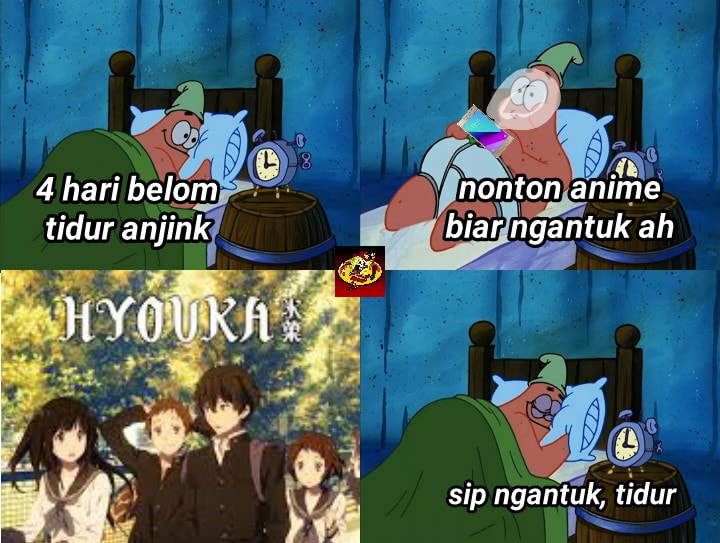 4 hari belom
tidur anjink
nonton anime
biar ngantuk ah
HYOUKA 氷菓
sip ngantuk, tidur